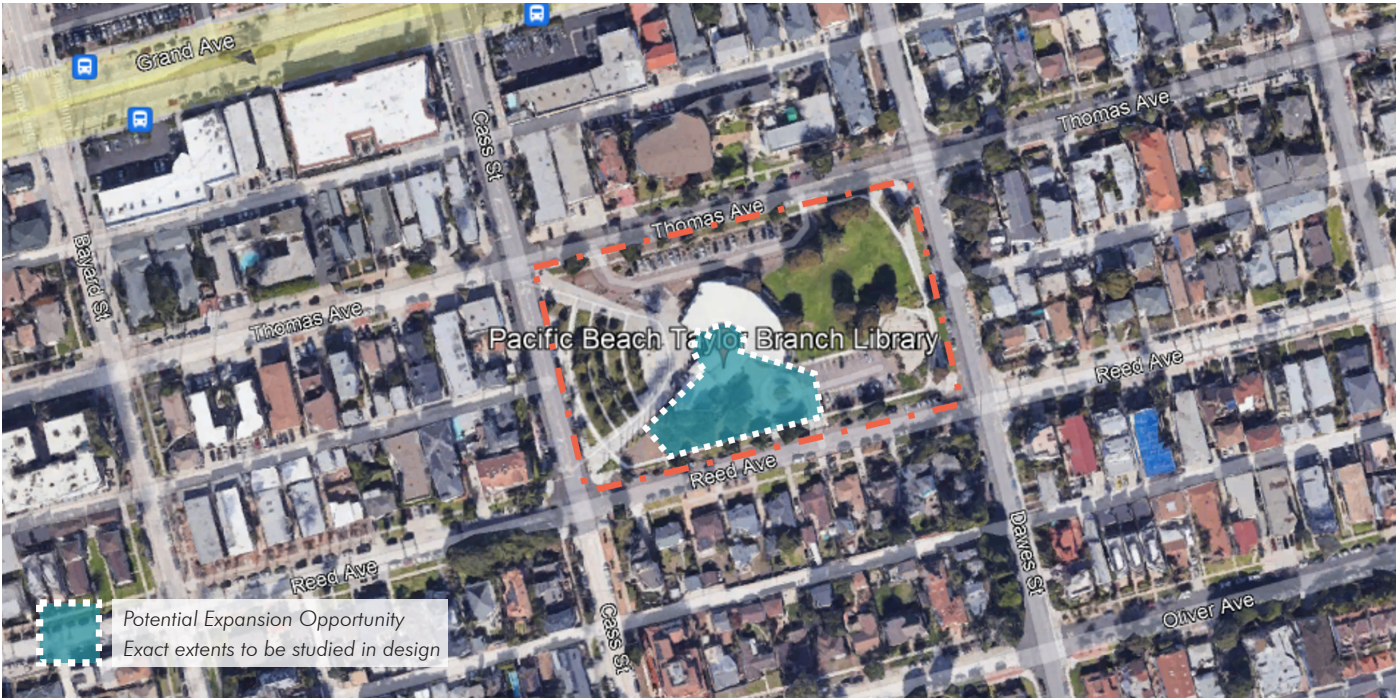 Grand Ave
Cass St
Thomas Ave
Thomas Ave
Bayard St
Thomas Ave
Pacific Beach Taylor Branch Library
Reed Ave
Reed Ave
Dawes St
Reed Ave
Oliver Ave
Cass St
Potential Expansion Opportunity
Exact extents to be studied in design